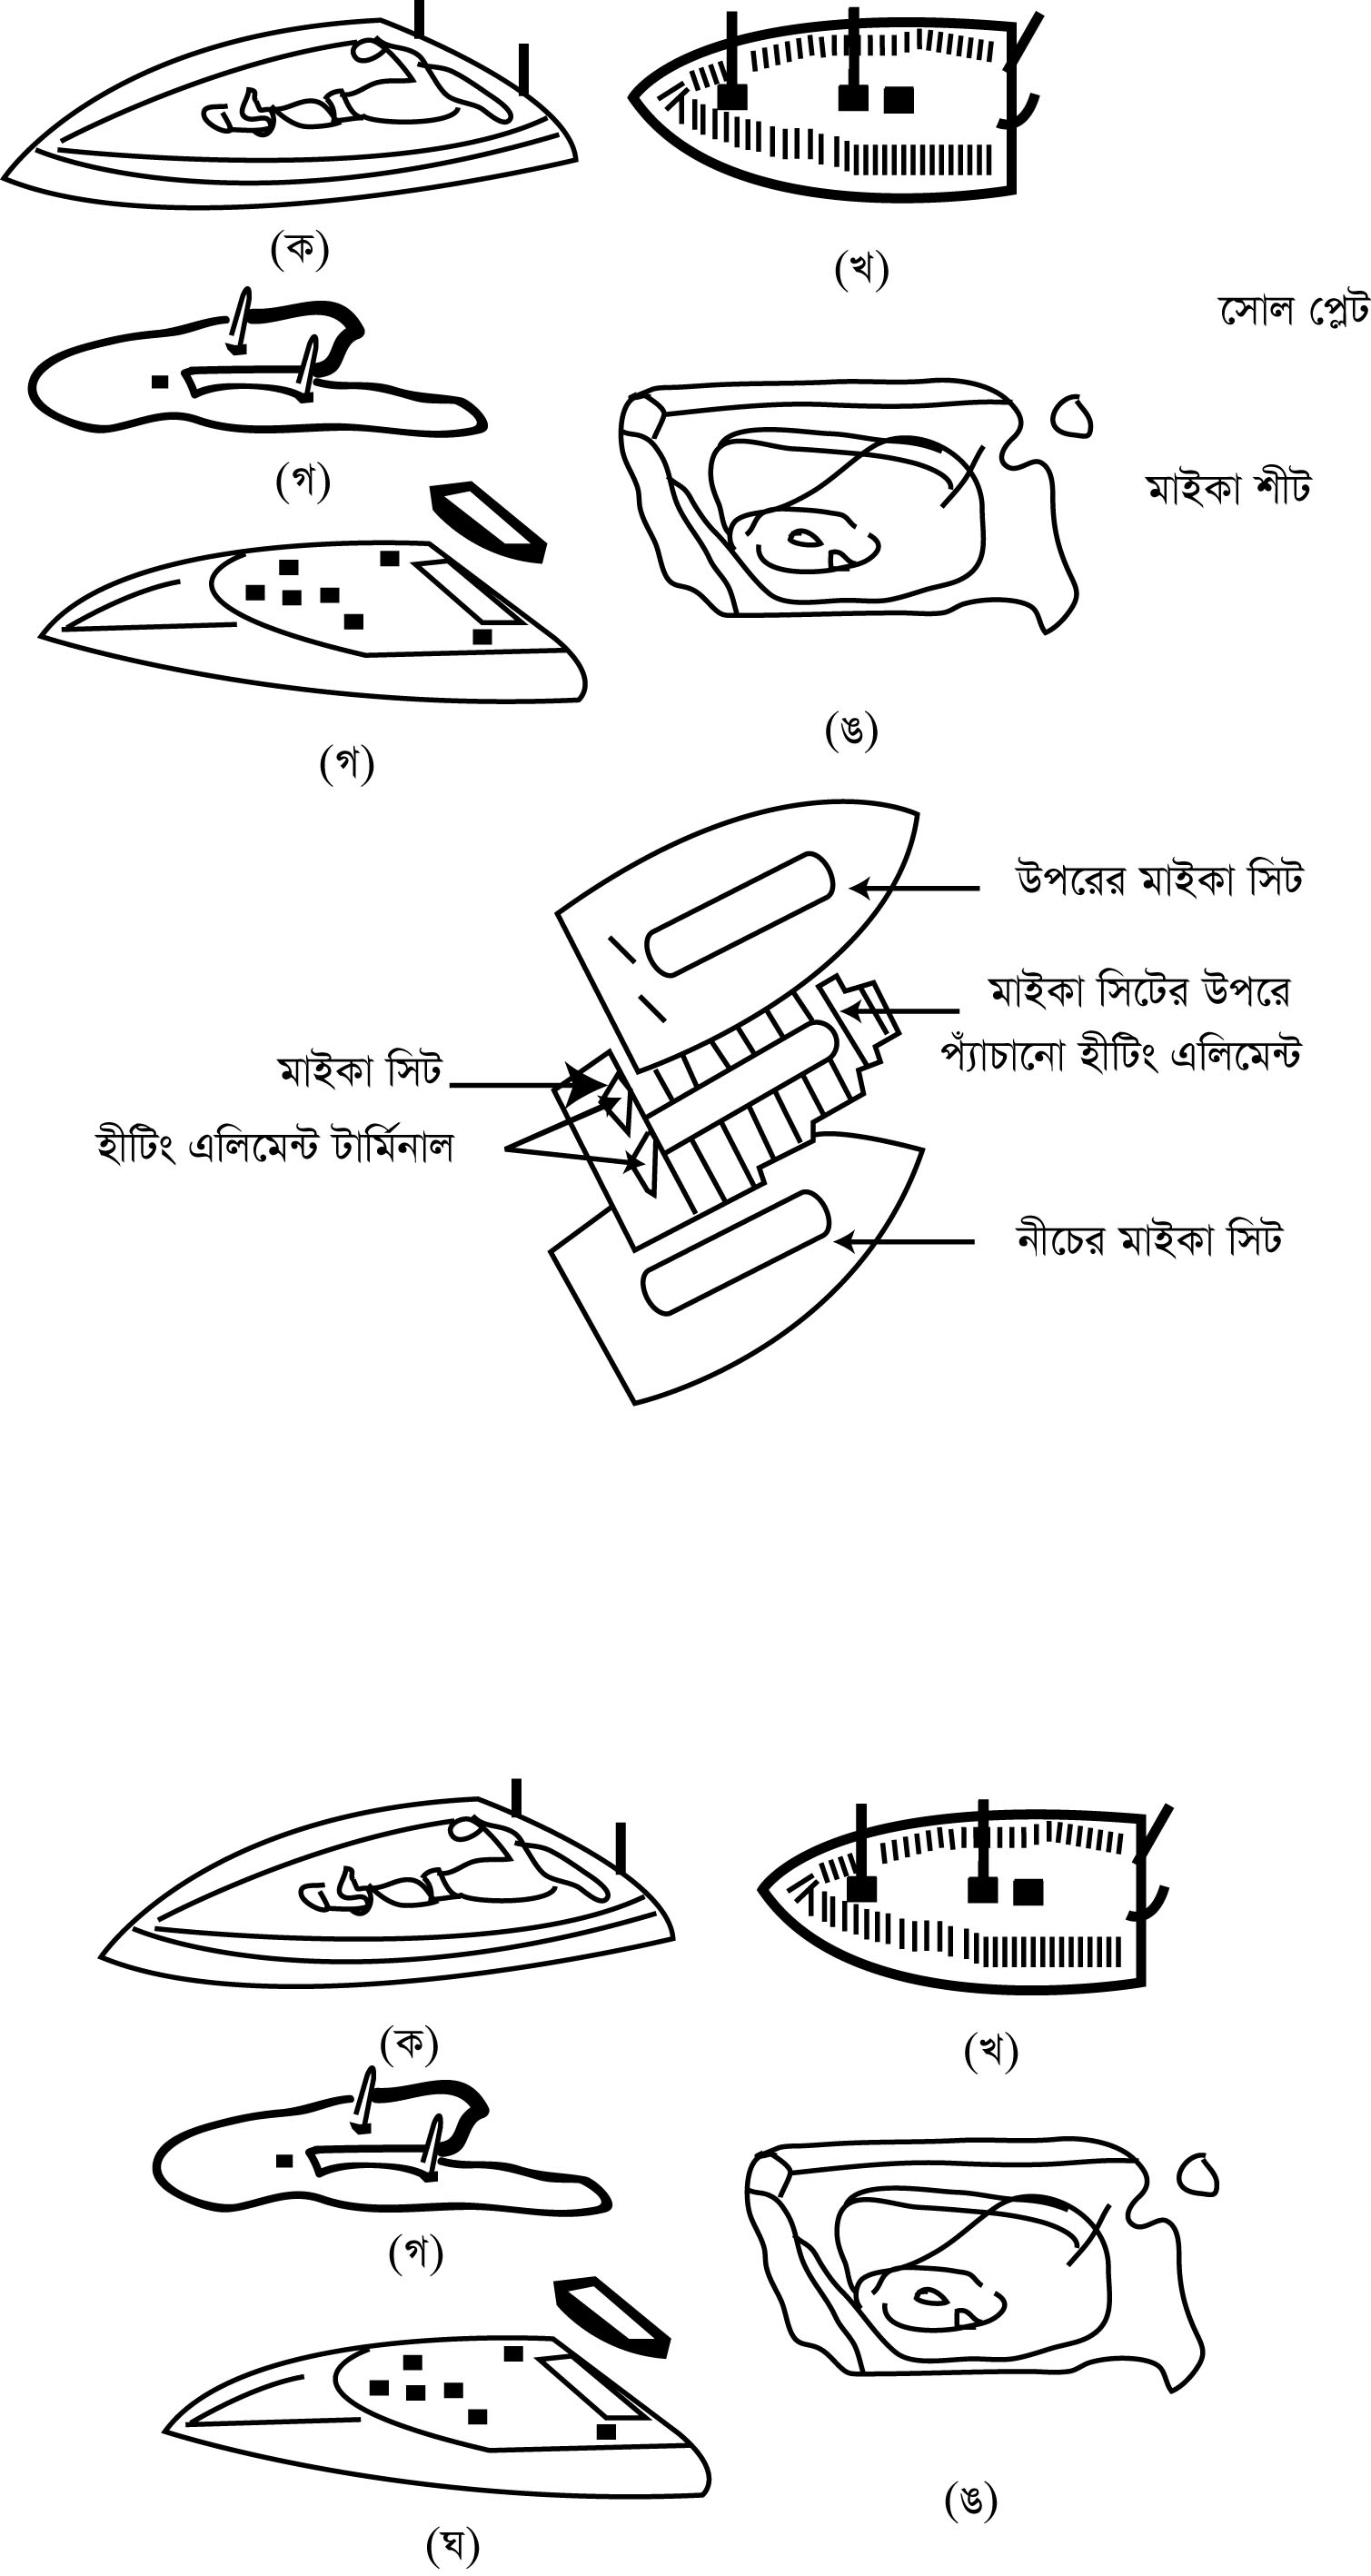 (ক)
(খ)
সোল প্লেট
(গ)
মাইকা শীট
(গ)
(ঙ)
উপরের মাইকা সিট
মাইকা সিটের উপরে
প্যাঁচানো হীটিং এলিমেন্ট
মাইকা সিট
হীটিং এলিমেন্ট টার্মিনাল
নীচের মাইকা সিট
(ক)
(খ)
(গ)
(ঙ)
(ঘ)